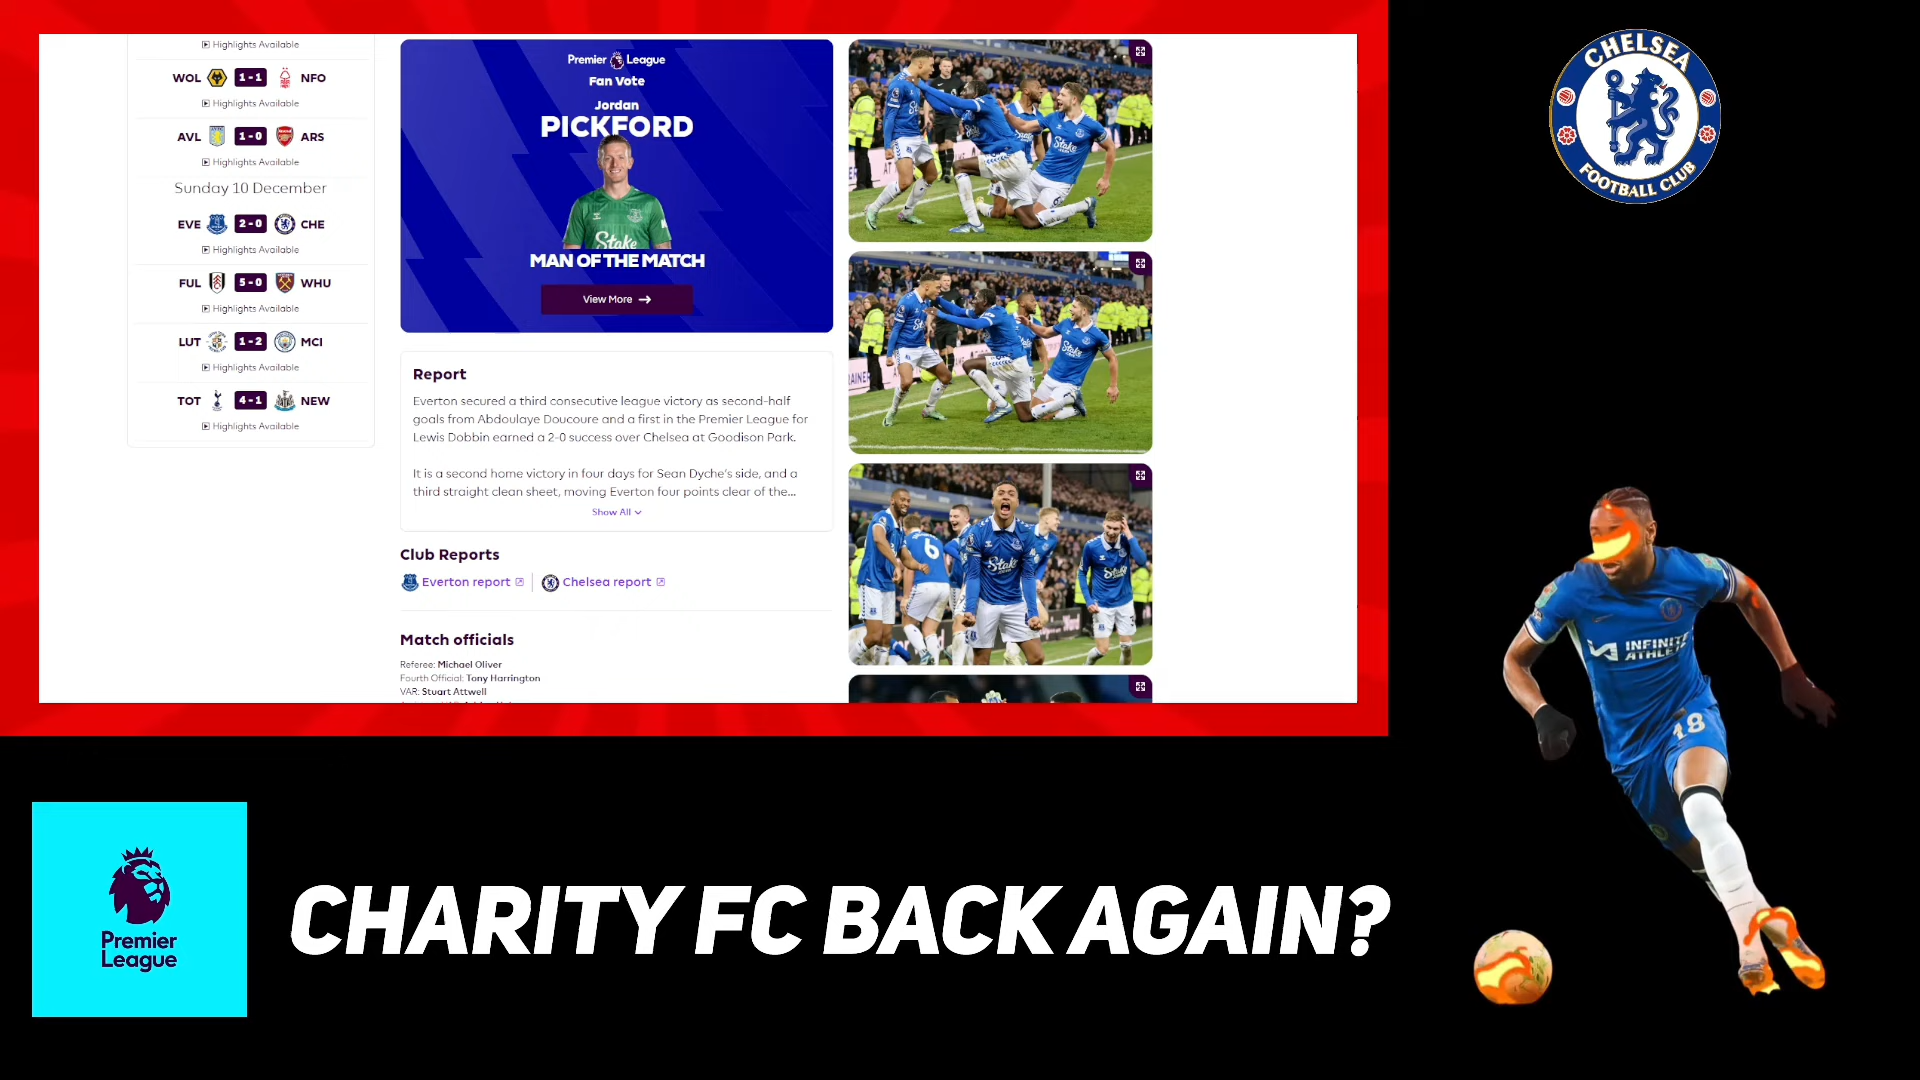 Highlights Available
WOL 1 - 1 NFO
Highlights Available
AVL 1 - 0 ARS
Highlights Available
Sunday 10 December
EVE 2 - 0 CHE
Highlights Available
FUL 5 - 0 WHU
Highlights Available
LUT 1 - 2 MCI
Highlights Available
TOT 4 - 1 NEW
Highlights Available
Premier League
Fan Vote
Jordan
PICKFORD
Stake
MAN OF THE MATCH
View More →
Report
Everton secured a third consecutive league victory as second-half
goals from Abdoulaye Doucoure and a first in the Premier League for
Lewis Dobbin earned a 2-0 success over Chelsea at Goodison Park.
It is a second home victory in four days for Sean Dyche's side, and a
third straight clean sheet, moving Everton four points clear of the...
Show All
Club Reports
Everton report
Chelsea report
Match officials
Referee: Michael Oliver
Fourth Official: Tony Harrington
VAR: Stuart Attwell
Stake
Stake
6
Stake
Stake
CHELSEA
FOOTBALL CLUB
INFINITE
ATHLETE
18
Premier
League
CHARITY FC BACK AGAIN?